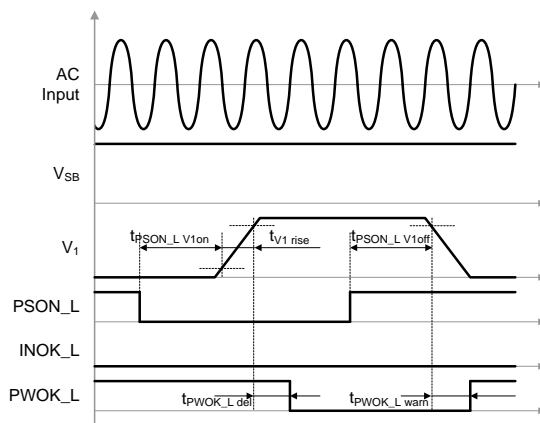 AC
Input
VSB
tPSON_L V1on
tV1 rise
tPSON_L V1off
V1
PSON_L
INOK_L
PWOK_L
tPWOK_L del
tPWOK_L warn